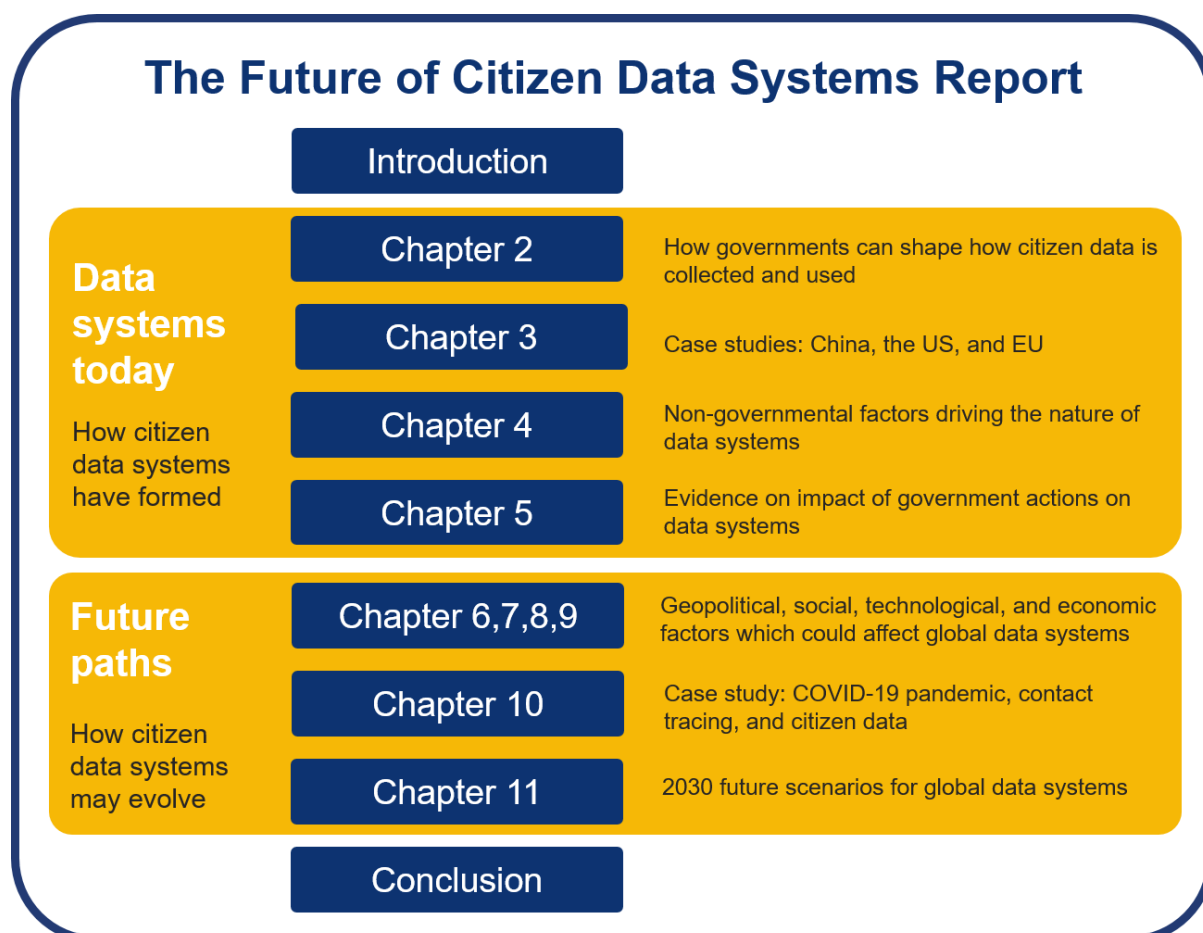 The Future of Citizen Data Systems Report
Introduction
Data
systems
today
How citizen
data systems
have formed
Chapter 2
How governments can shape how citizen data is
collected and used
Chapter 3
Case studies: China, the US, and EU
Chapter 4
Non-governmental factors driving the nature of
data systems
Chapter 5
Evidence on impact of government actions on
data systems
Future
paths
How citizen
data systems
may evolve
Chapter 6,7,8,9
Geopolitical, social, technological, and economic
factors which could affect global data systems
Chapter 10
Case study: COVID-19 pandemic, contact
tracing, and citizen data
Chapter 11
2030 future scenarios for global data systems
Conclusion